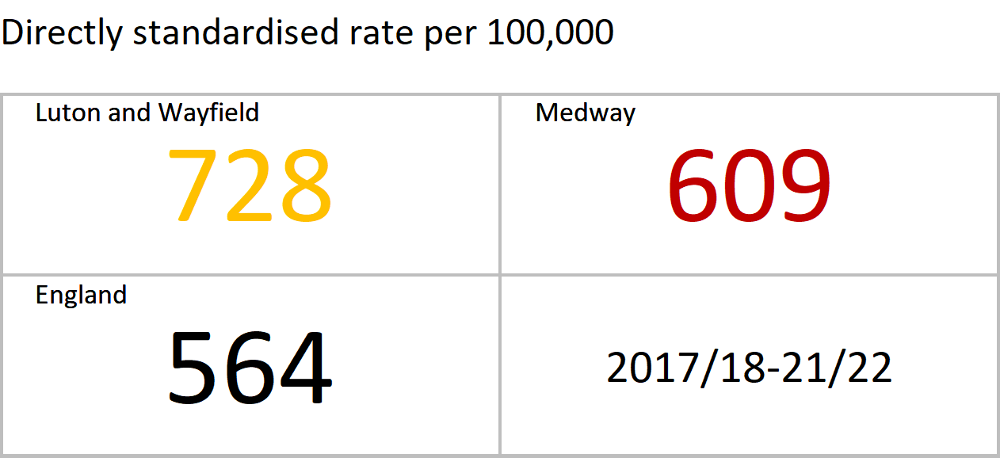 Directly standardised rate per 100,000
Luton and Wayfield
728
Medway
609
England
564
2017/18-21/22